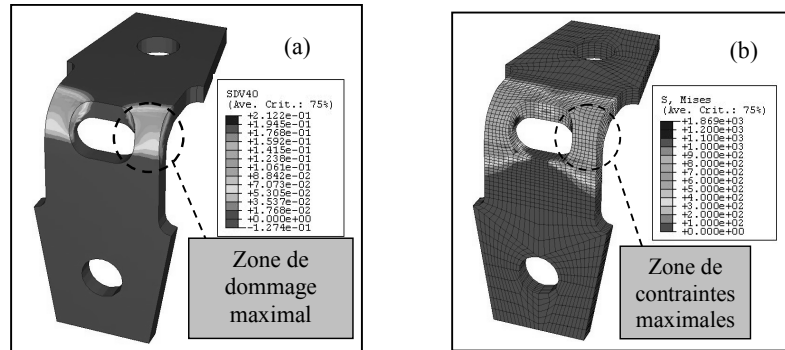 (a)
SDV40
(Ave. Crit.: 75%)
+2.122e-01
+1.945e-01
+1.768e-01
+1.592e-01
+1.415e-01
+1.238e-01
+1.061e-01
+8.842e-02
+7.073e-02
+5.305e-02
+3.537e-02
+1.768e-02
+0.000e+00
-1.274e-01
Zone de
dommage
maximal
(b)
S, Mises
(Ave. Crit.: 75%)
+1.869e+03
+1.200e+03
+1.100e+03
+1.000e+03
+9.000e+02
+8.000e+02
+7.000e+02
+6.000e+02
+5.000e+02
+4.000e+02
+3.000e+02
+2.000e+02
+1.000e+02
+0.000e+00
Zone de
contraintes
maximales